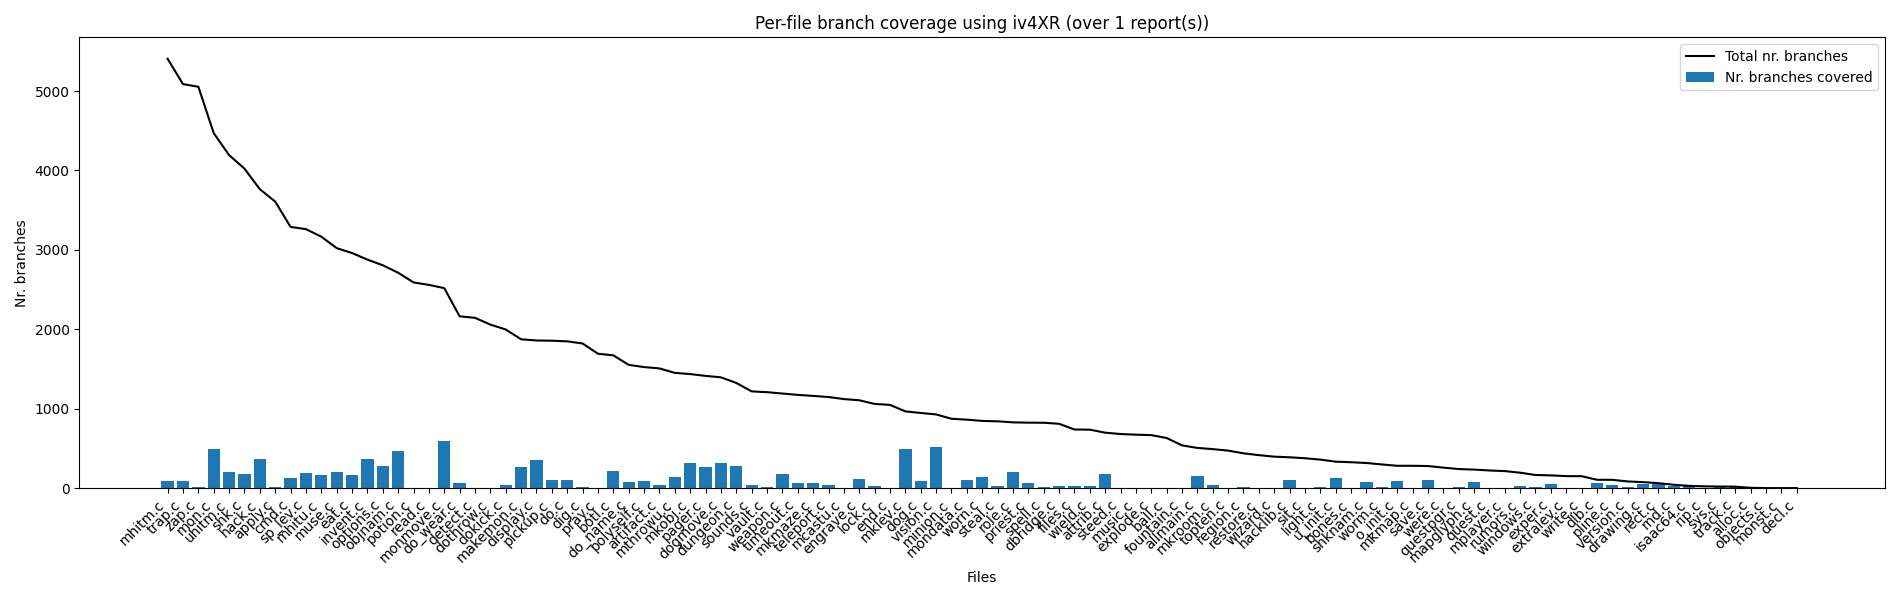 Per-file branch coverage using iv4XR (over 1 report(s))
Total nr. branches
Nr. branches covered
Nr. branches
5000
4000
3000
2000
1000
0
mhitm.c
trap.c
zap.c
mon.c
uhitm.c
shk.c
hack.c
apply.c
cmd.c
sp_lev.c
mhitu.c
muse.c
eat.c
invent.c
options.c
objnam.c
potion.c
read.c
monmove.c
do_wear.c
detect.c
dothrow.c
dokick.c
makemon.c
display.c
pickup.c
do.c
dig.c
pray.c
botl.c
do_name.c
polyself.c
artifact.c
mthrowu.c
mkobj.c
pager.c
dogmove.c
dungeon.c
sounds.c
vault.c
weapon.c
timeout.c
mkmaze.c
teleport.c
mcastu.c
engrave.c
lock.c
end.c
mklev.c
dog.c
vision.c
minion.c
mondata.c
worn.c
steal.c
role.c
priest.c
spell.c
dbridge.c
files.c
wield.c
attrib.c
steed.c
music.c
explode.c
ball.c
fountain.c
allmain.c
mkroom.c
topten.c
region.c
restore.c
wizard.c
hacklib.c
sit.c
light.c
u_init.c
bones.c
shknam.c
worm.c
o_init.c
mkmap.c
save.c
were.c
questpgr.c
mapglyph.c
quest.c
mplayer.c
rumors.c
windows.c
exper.c
extralev.c
write.c
dlb.c
pline.c
version.c
drawing.c
rect.c
rnd.c
isaac64.c
rip.c
sys.c
track.c
alloc.c
objects.c
monst.c
decl.c
Files